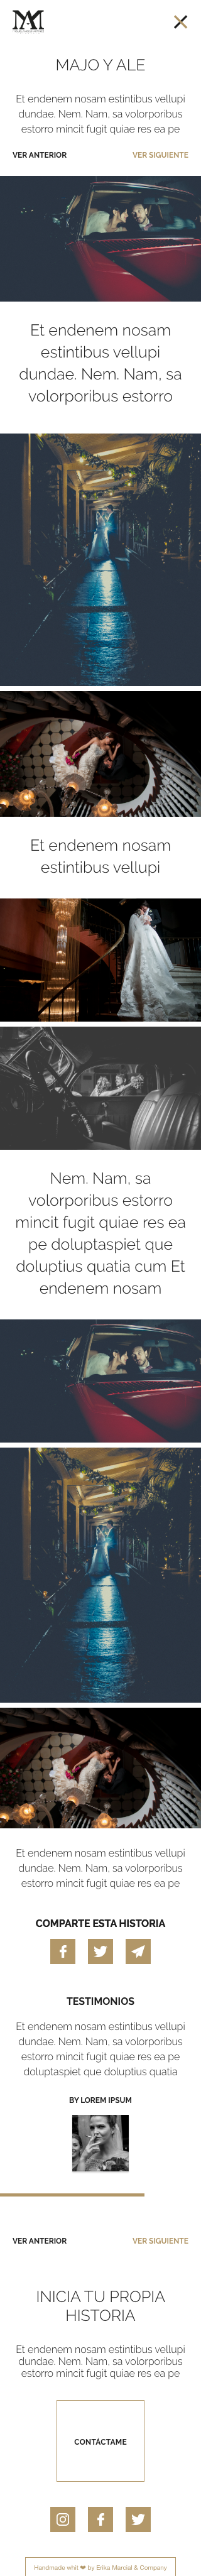 MAJO Y ALE
Et endenem nosam estintibus vellupi
dundae. Nem. Nam, sa volorporibus
estorro mincit fugit quiae res ea pe
VER ANTERIOR
VER SIGUIENTE
Et endenem nosam
estintibus vellupi
dundae. Nem. Nam, sa
volorporibus estorro
Et endenem nosam
estintibus vellupi
Nem. Nam, sa
volorporibus estorro
mincit fugit quiae res ea
pe doluptaspiet que
doluptius quatia cum Et
endenem nosam
Et endenem nosam estintibus vellupi
dundae. Nem. Nam, sa volorporibus
estorro mincit fugit quiae res ea pe
COMPARTE ESTA HISTORIA
TESTIMONIOS
Et endenem nosam estintibus vellupi
dundae. Nem. Nam, sa volorporibus
estorro mincit fugit quiae res ea pe
doluptaspiet que doluptius quatia
BY LOREM IPSUM
VER ANTERIOR
VER SIGUIENTE
INICIA TU PROPIA
HISTORIA
Et endenem nosam estintibus vellupi
dundae. Nem. Nam, sa volorporibus
estorro mincit fugit quiae res ea pe
CONTÁCTAME
Handmade whit ❤ by Erika Marcial & Company